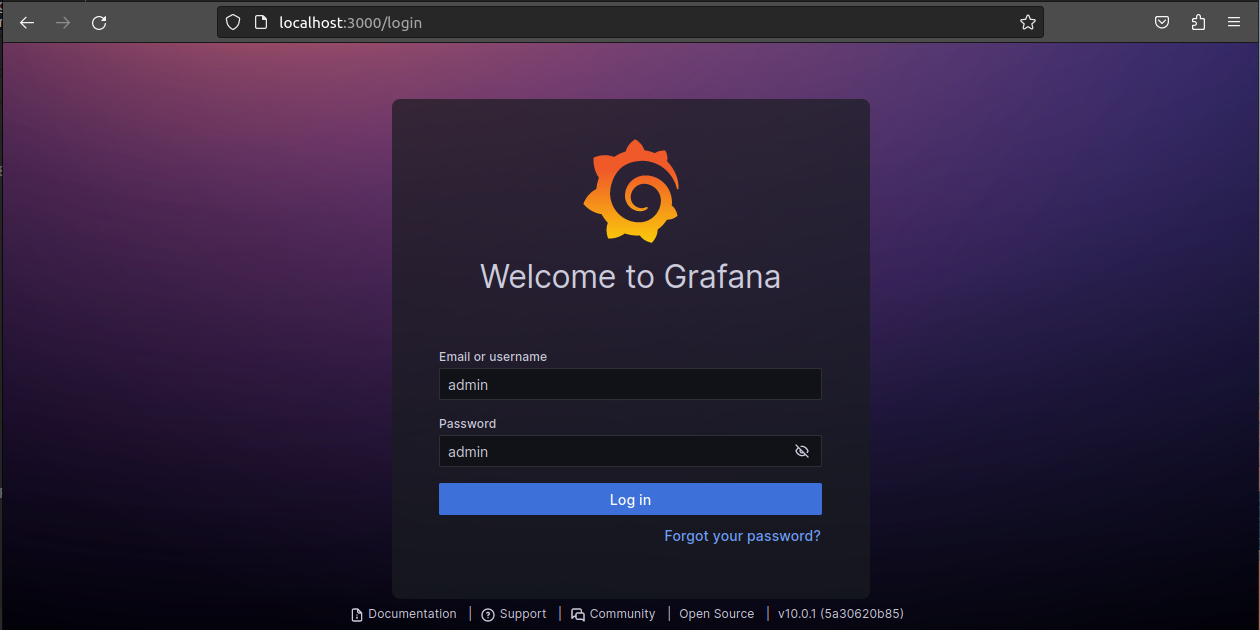 localhost:3000/login
Welcome to Grafana
Email or username
admin
Password
admin
Log in
Forgot your password?
Documentation | Support | Community | Open Source | v10.0.1 (5a30620b85)